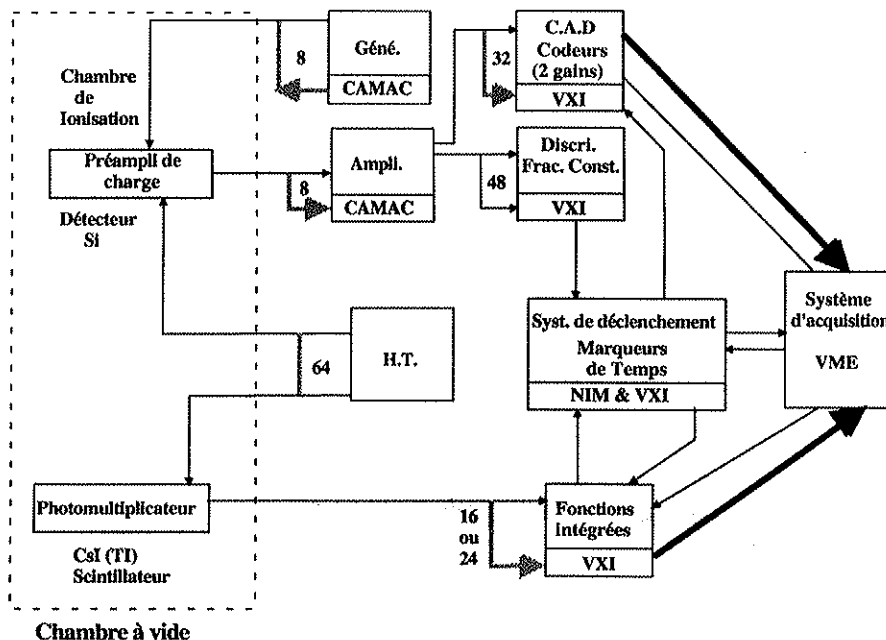 Géné.
CAMAC
8
C.A.D
Codeurs
(2 gains)
VXI
32
Chambre
de
Ionisation
Préampli de
charge
Détecteur
Si
8
Ampli.
CAMAC
48
Discri.
Frac. Const.
VXI
Syst. de déclenchement
Marqueurs
de Temps
NIM & VXI
Système
d'acquisition
VME
64
H.T.
Photomultiplicateur
CsI (TI)
Scintillateur
16
ou
24
Fonctions
intégrées
VXI
Chambre à vide